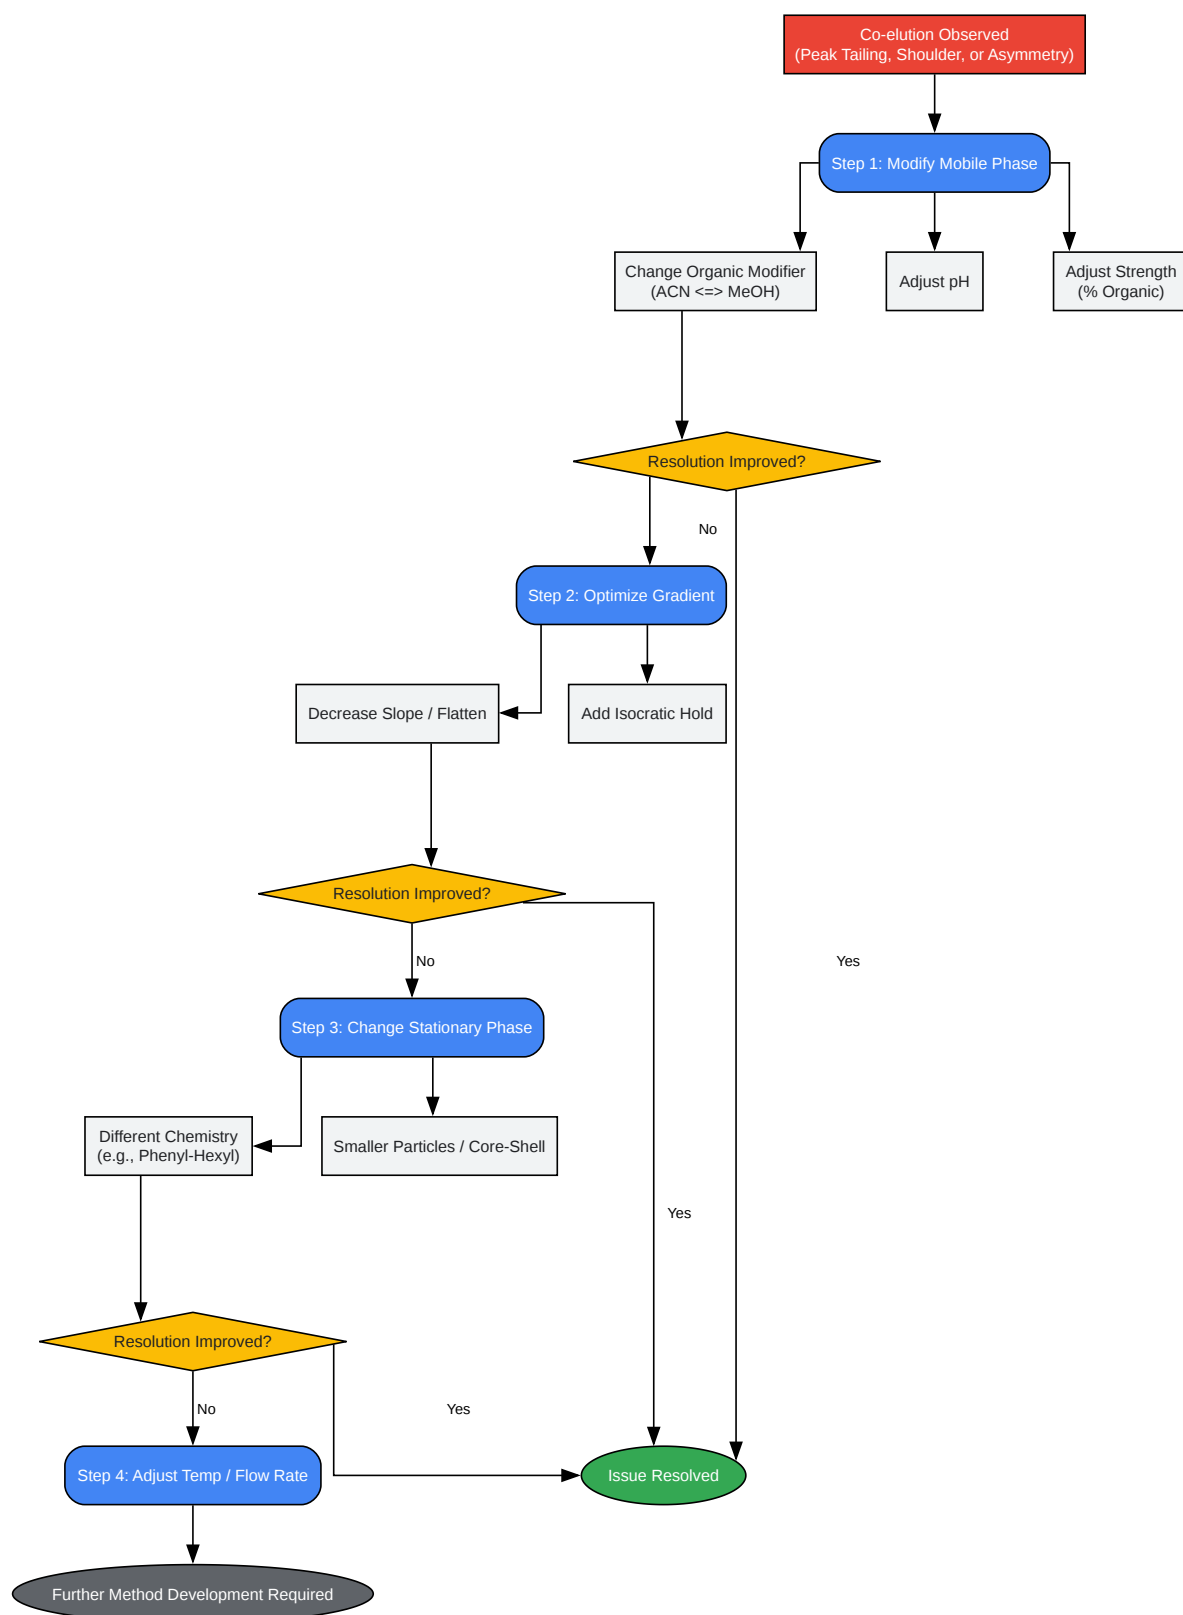 Co-elution Observed
(Peak Tailing, Shoulder, or Asymmetry)
Step 1: Modify Mobile Phase
Change Organic Modifier
(ACN <=> MeOH)
Adjust pH
Adjust Strength
(% Organic)
Resolution Improved?
No
Step 2: Optimize Gradient
Decrease Slope / Flatten
Add Isocratic Hold
Resolution Improved?
No
Yes
Step 3: Change Stationary Phase
Different Chemistry
(e.g., Phenyl-Hexyl)
Smaller Particles / Core-Shell
Yes
Resolution Improved?
No
Yes
Step 4: Adjust Temp / Flow Rate
Issue Resolved
Further Method Development Required